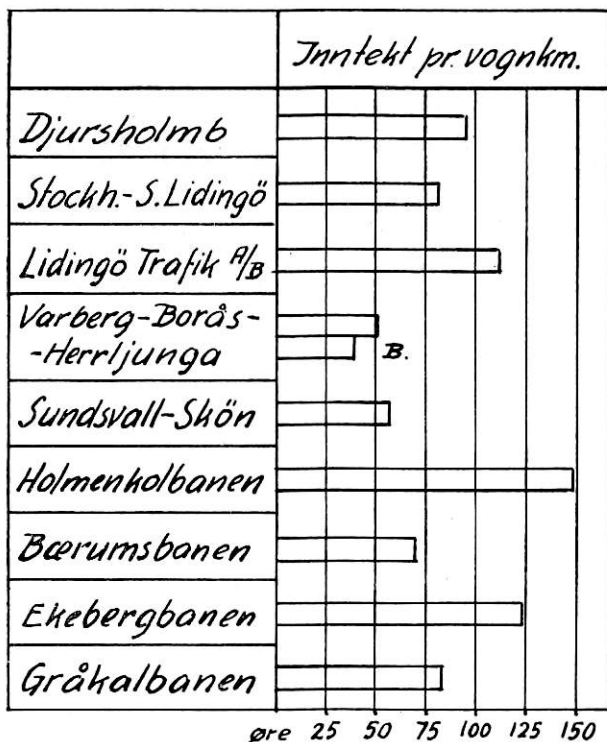 Inntekt pr. vognkm.
Djursholmb
Stockh.-S.Lidingö
Lidingö Trafik A/B
Varberg-Borås-
-Herrljunga
B.
Sundsvall-Skön
Holmenkolbanen
Bærumsbanen
Ekebergbanen
Gråkalbanen
øre 25 50 75 100 125 150